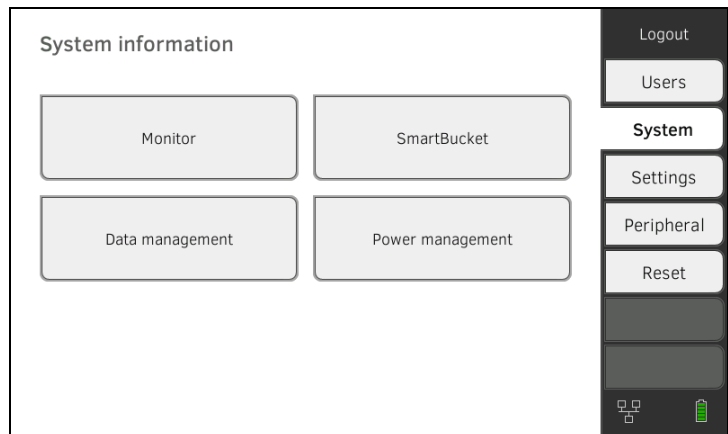 System information
Monitor
SmartBucket
Data management
Power management
Logout
Users
System
Settings
Peripheral
Reset